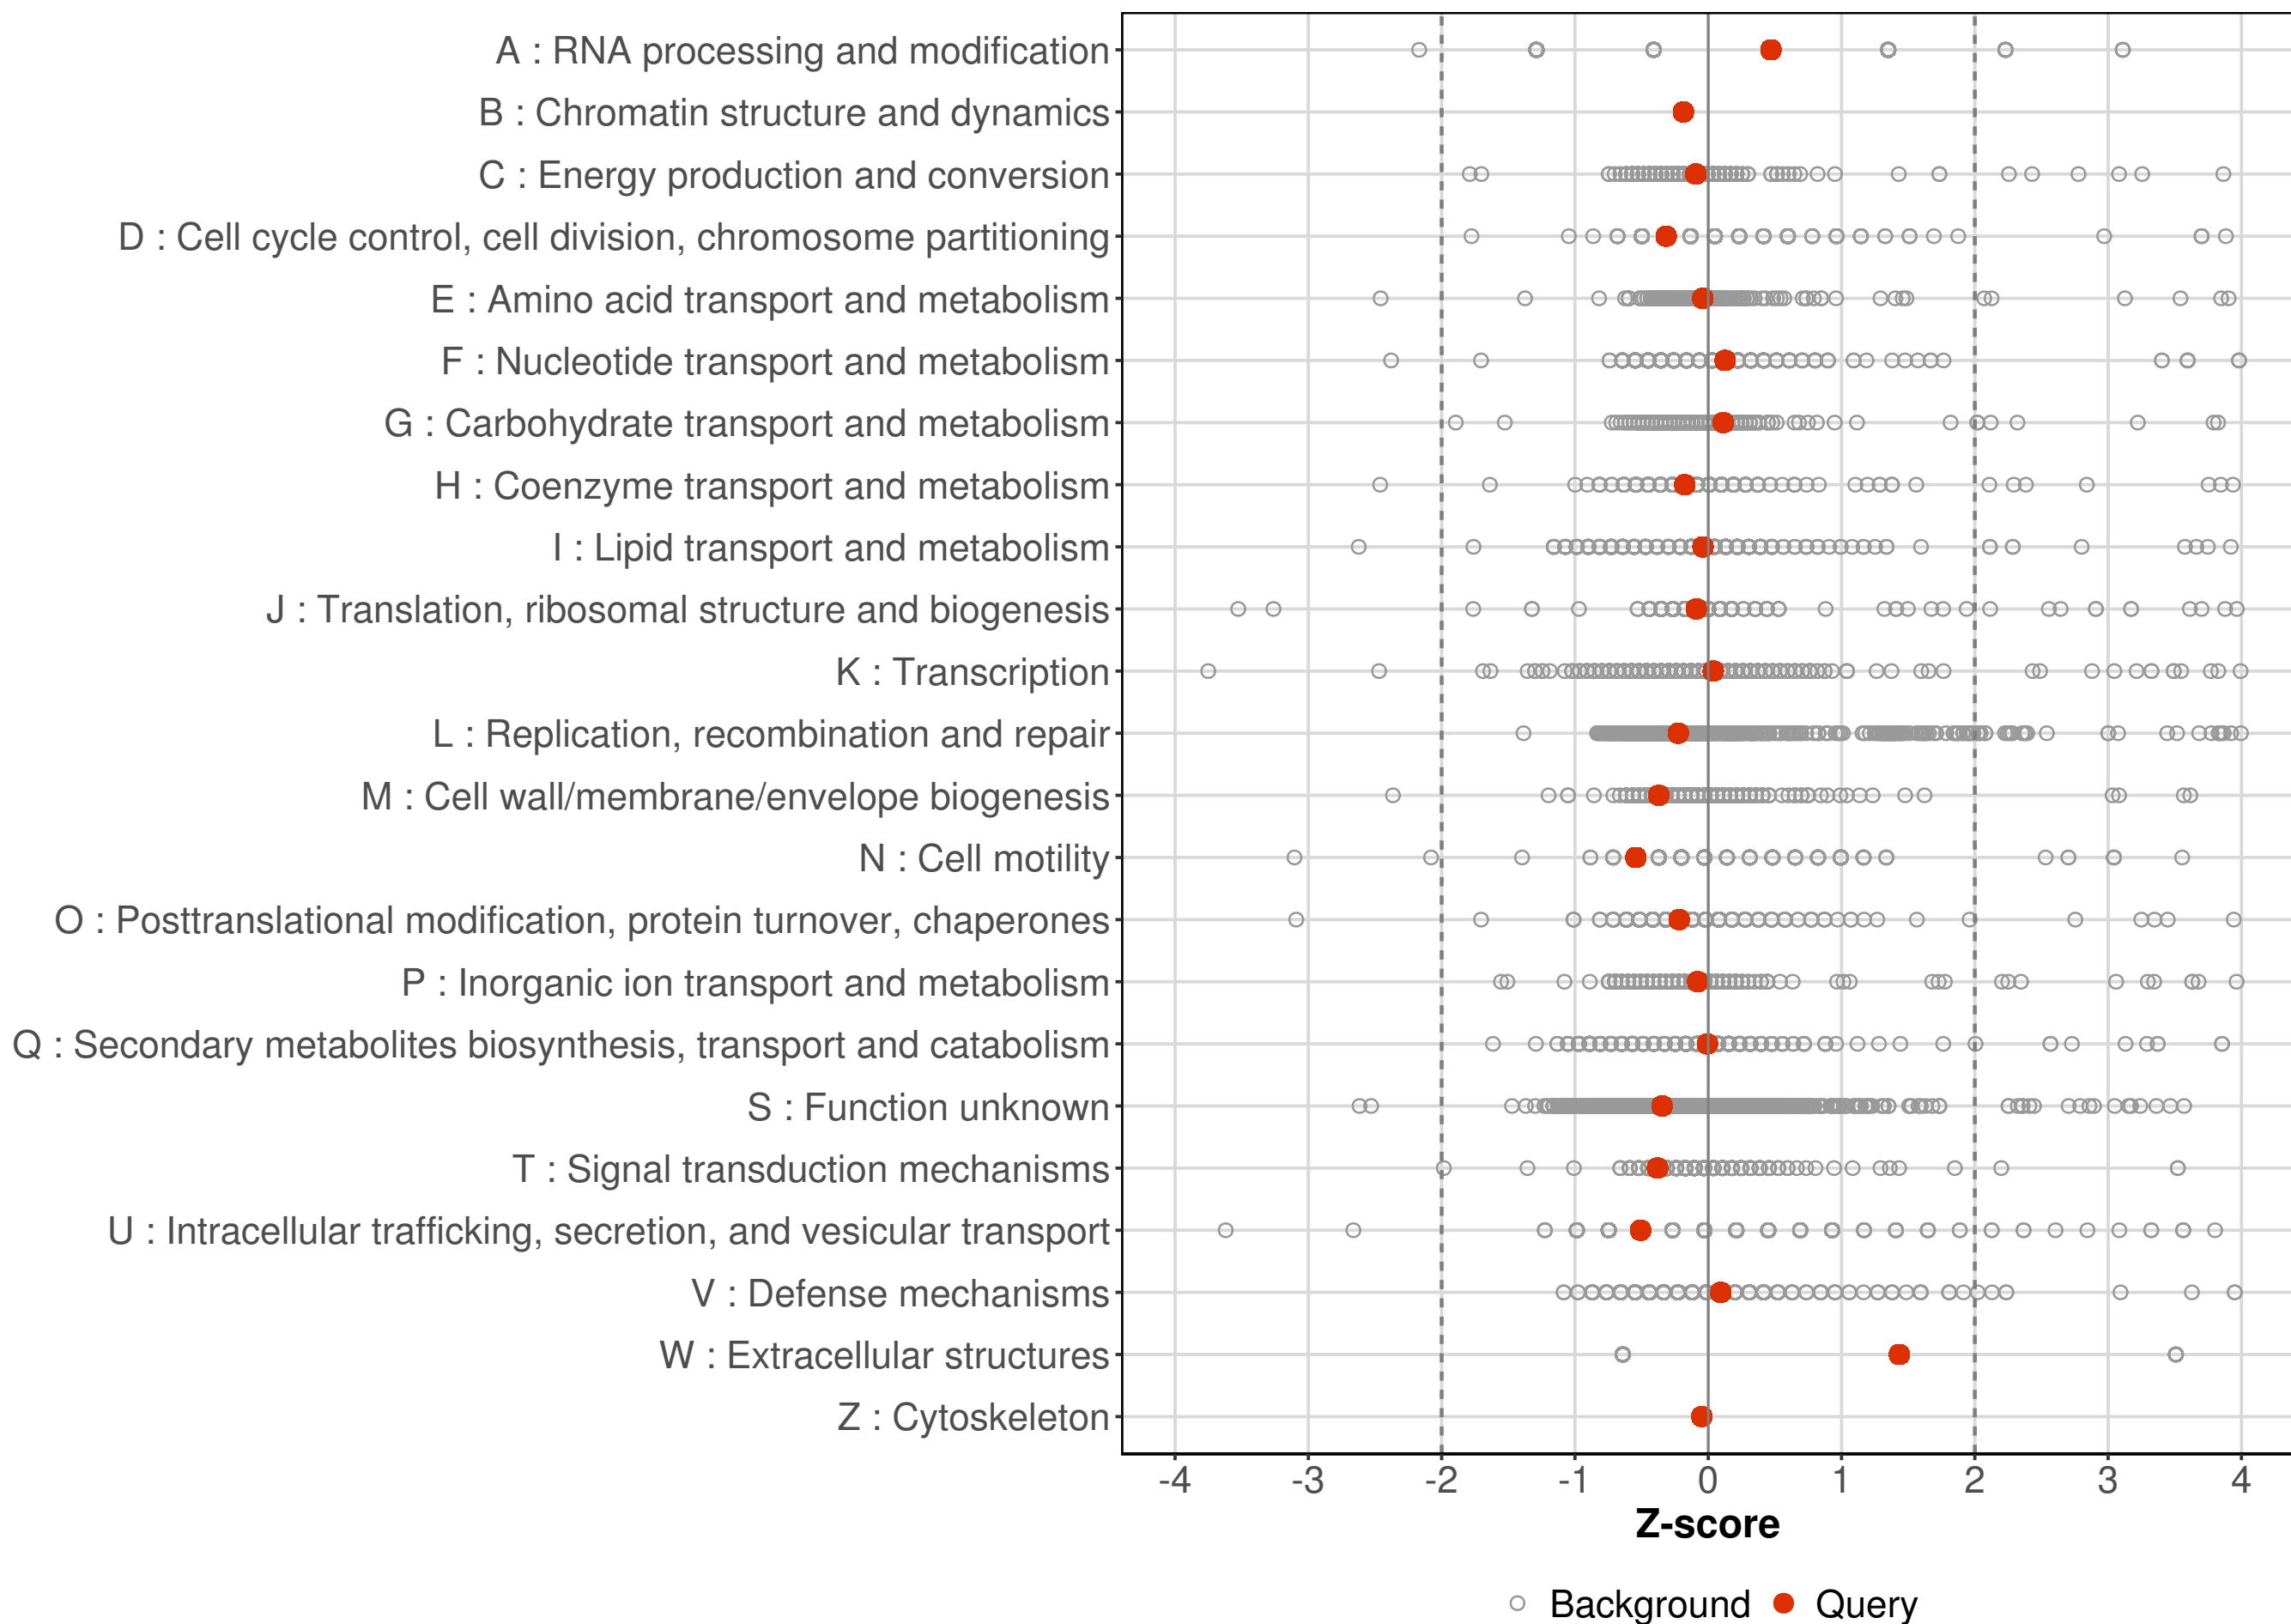 A : RNA processing and modification
B : Chromatin structure and dynamics
C : Energy production and conversion
D : Cell cycle control, cell division, chromosome partitioning
E : Amino acid transport and metabolism
F : Nucleotide transport and metabolism
G : Carbohydrate transport and metabolism
H : Coenzyme transport and metabolism
I : Lipid transport and metabolism
J : Translation, ribosomal structure and biogenesis
K : Transcription
L : Replication, recombination and repair
M : Cell wall/membrane/envelope biogenesis
N : Cell motility
O : Posttranslational modification, protein turnover, chaperones
P : Inorganic ion transport and metabolism
Q : Secondary metabolites biosynthesis, transport and catabolism
S : Function unknown
T : Signal transduction mechanisms
U : Intracellular trafficking, secretion, and vesicular transport
V : Defense mechanisms
W : Extracellular structures
Z : Cytoskeleton
-4 -3 -2 -1 0 1 2 3 4
Z-score
Background Query